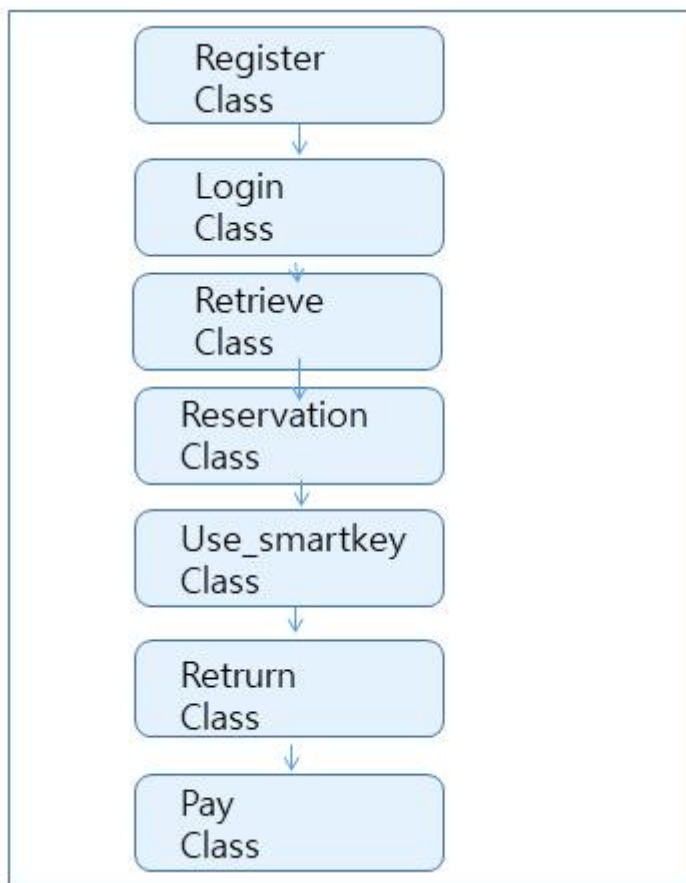 Register
Class
Login
Class
Retrieve
Class
Reservation
Class
Use_smartkey
Class
Retrurn
Class
Pay
Class